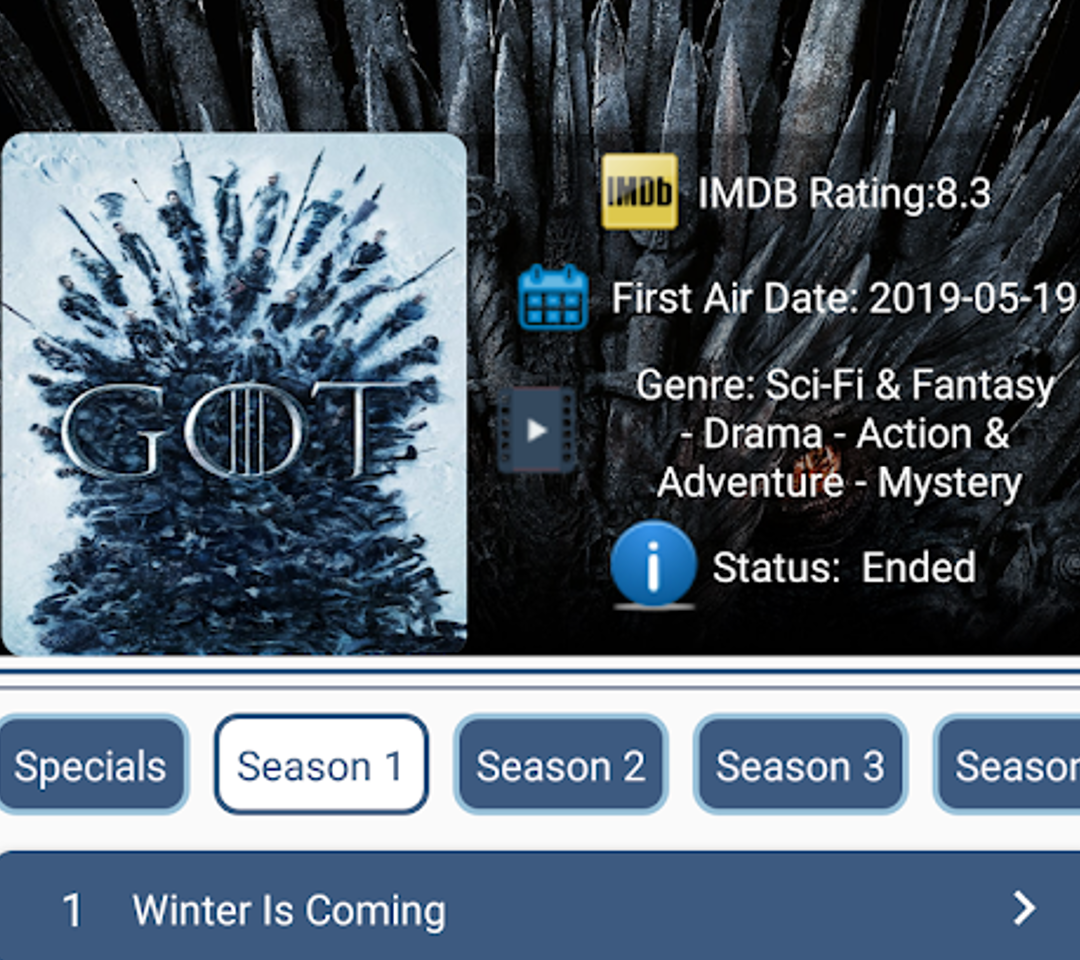 IMDb
IMDB Rating:8.3
First Air Date: 2019-05-19
Genre: Sci-Fi & Fantasy
- Drama - Action &
Adventure - Mystery
Status: Ended
GOT
Specials
Season 1
Season 2
Season 3
Season
1 Winter Is Coming